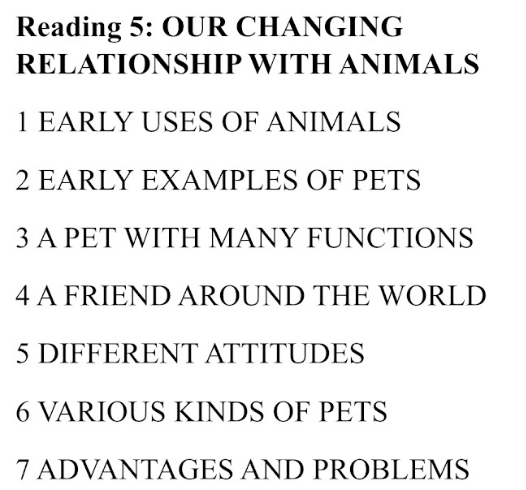 Reading 5: OUR CHANGING
RELATIONSHIP WITH ANIMALS
1 EARLY USES OF ANIMALS
2 EARLY EXAMPLES OF PETS
3 A PET WITH MANY FUNCTIONS
4 A FRIEND AROUND THE WORLD
5 DIFFERENT ATTITUDES
6 VARIOUS KINDS OF PETS
7 ADVANTAGES AND PROBLEMS